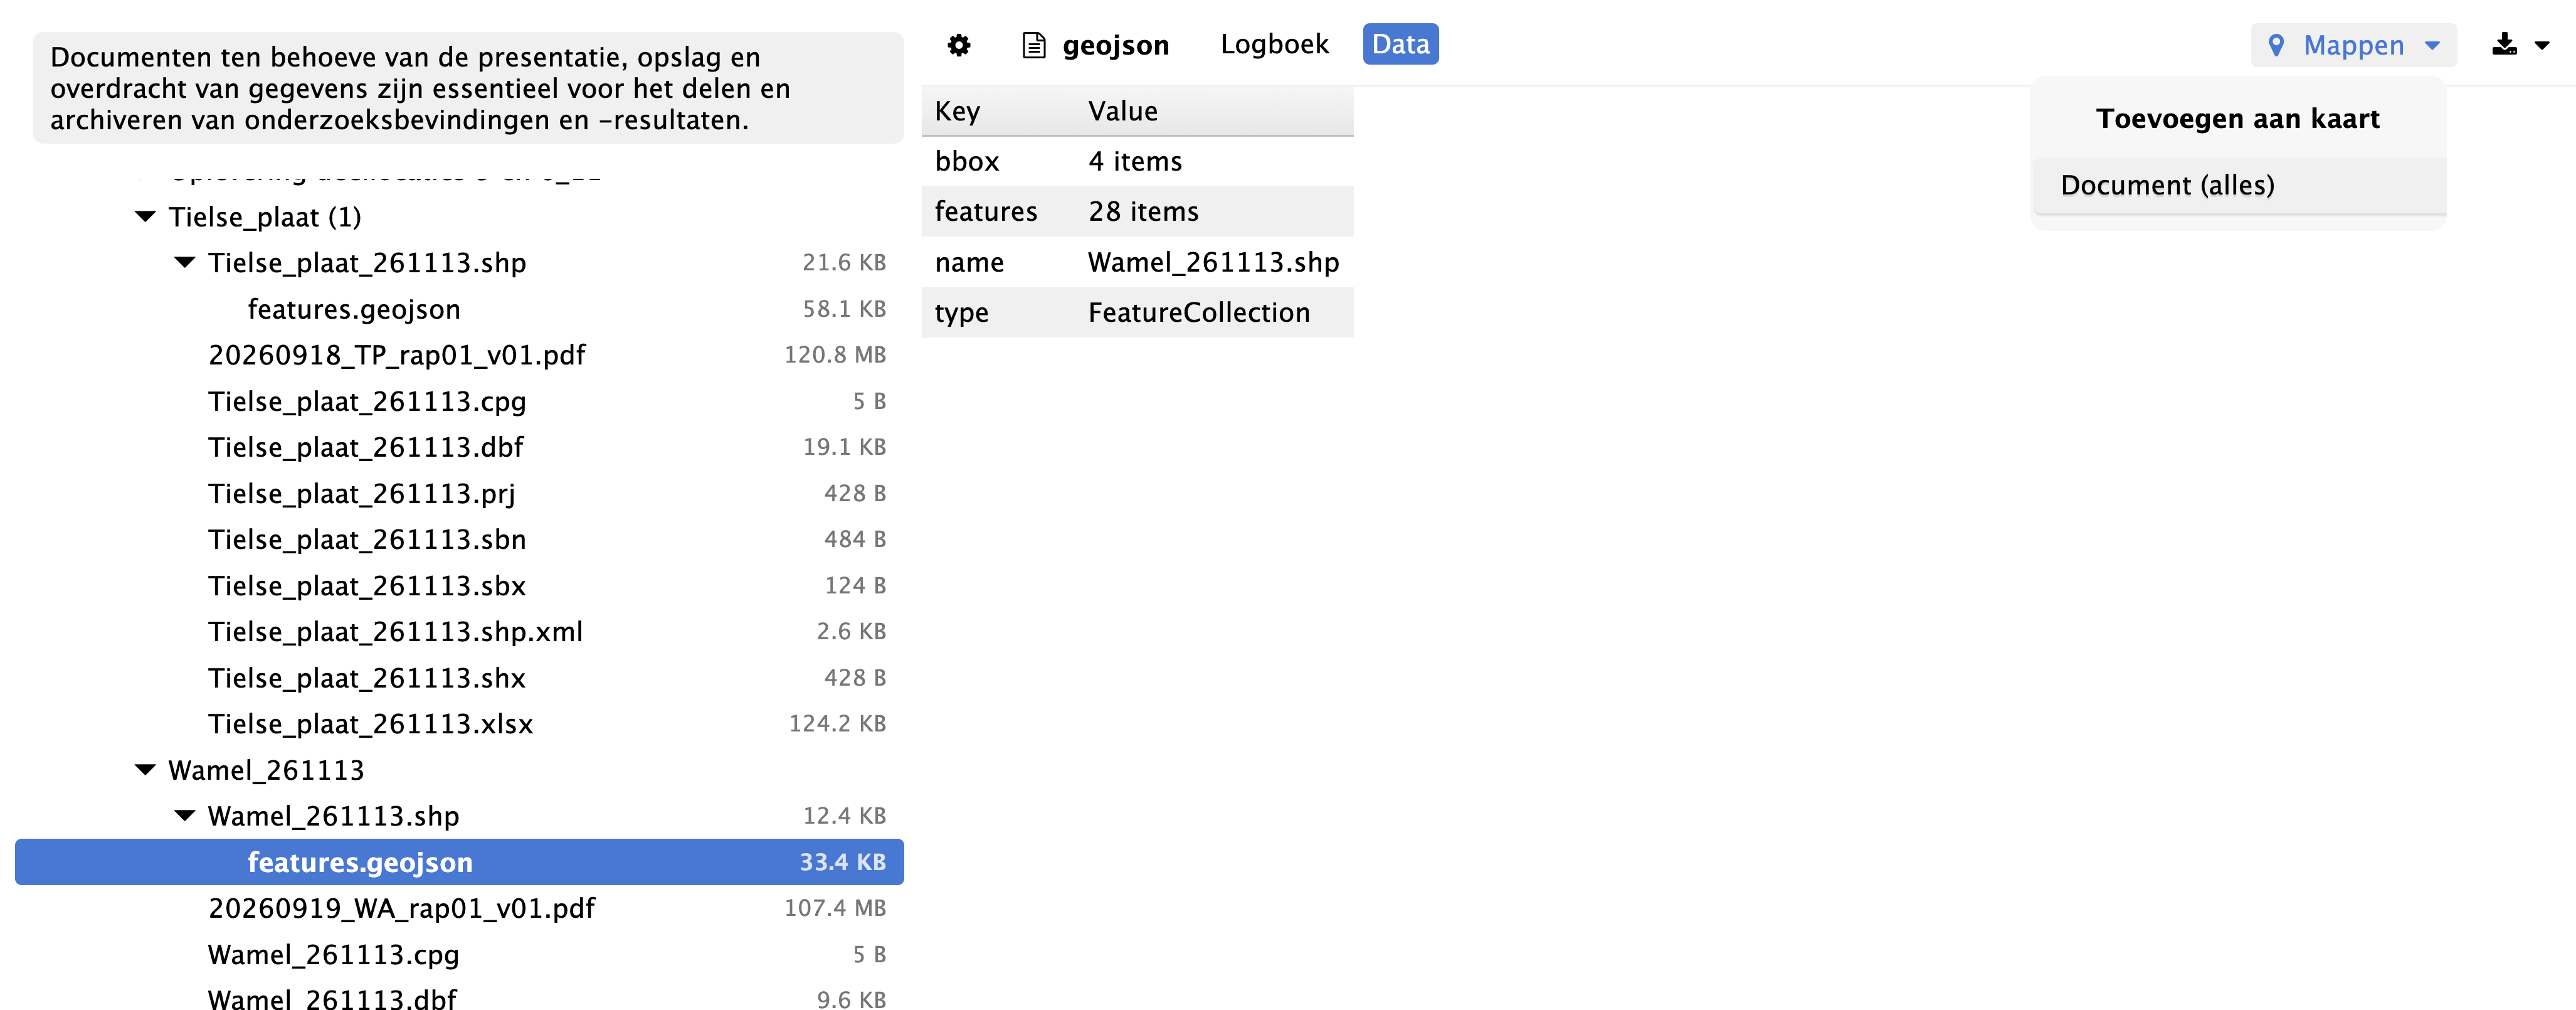 Documenten ten behoeve van de presentatie, opslag en
overdracht van gegevens zijn essentieel voor het delen en
archiveren van onderzoeksbevindingen en -resultaten.
Tielse_plaat (1)
Tielse_plaat_261113.shp 21.6 KB
features.geojson 58.1 KB
20260918_TP_rap01_v01.pdf 120.8 MB
Tielse_plaat_261113.cpg 5 B
Tielse_plaat_261113.dbf 19.1 KB
Tielse_plaat_261113.prj 428 B
Tielse_plaat_261113.sbn 484 B
Tielse_plaat_261113.sbx 124 B
Tielse_plaat_261113.shp.xml 2.6 KB
Tielse_plaat_261113.shx 428 B
Tielse_plaat_261113.xlsx 124.2 KB
Wamel_261113
Wamel_261113.shp 12.4 KB
features.geojson 33.4 KB
20260919_WA_rap01_v01.pdf 107.4 MB
Wamel_261113.cpg 5 B
Wamel_261113.dbf 9.6 KB
geojson Logboek Data
Key Value
bbox 4 items
features 28 items
name Wamel_261113.shp
type FeatureCollection
Mappen
Toevoegen aan kaart
Document (alles)